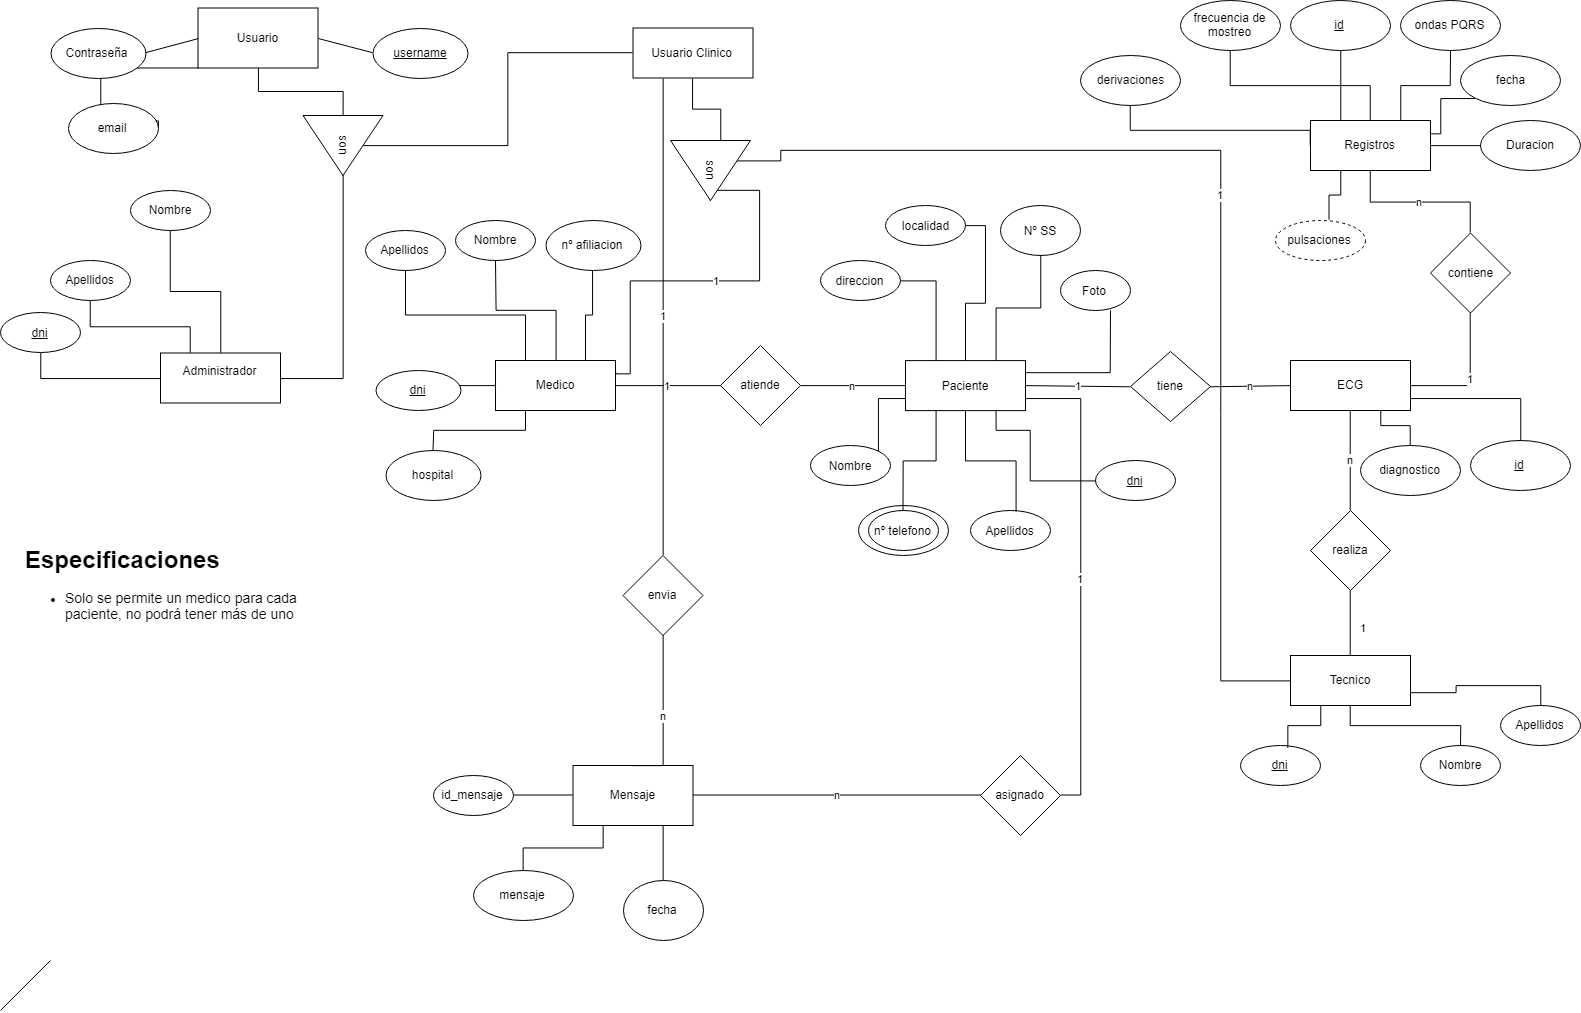 Usuario
Contraseña
username
email
son
Usuario Clinico
son
frecuencia de
mostreo
id
ondas PQRS
derivaciones
fecha
Registros
Duracion
pulsaciones
n
contiene
1
1
Nombre
Apellidos
dni
Administrador
Apellidos
Nombre
nº afiliacion
1
1
dni
Medico
hospital
1
atiende
n
localidad
Nº SS
direccion
Foto
Paciente
1
tiene
n
ECG
Nombre
nº telefono
Apellidos
dni
n
diagnostico
id
realiza
1
Tecnico
dni
Nombre
Apellidos
1
Especificaciones
• Solo se permite un medico para cada
paciente, no podrá tener más de uno
envia
n
id_mensaje
Mensaje
n
asignado
mensaje
fecha